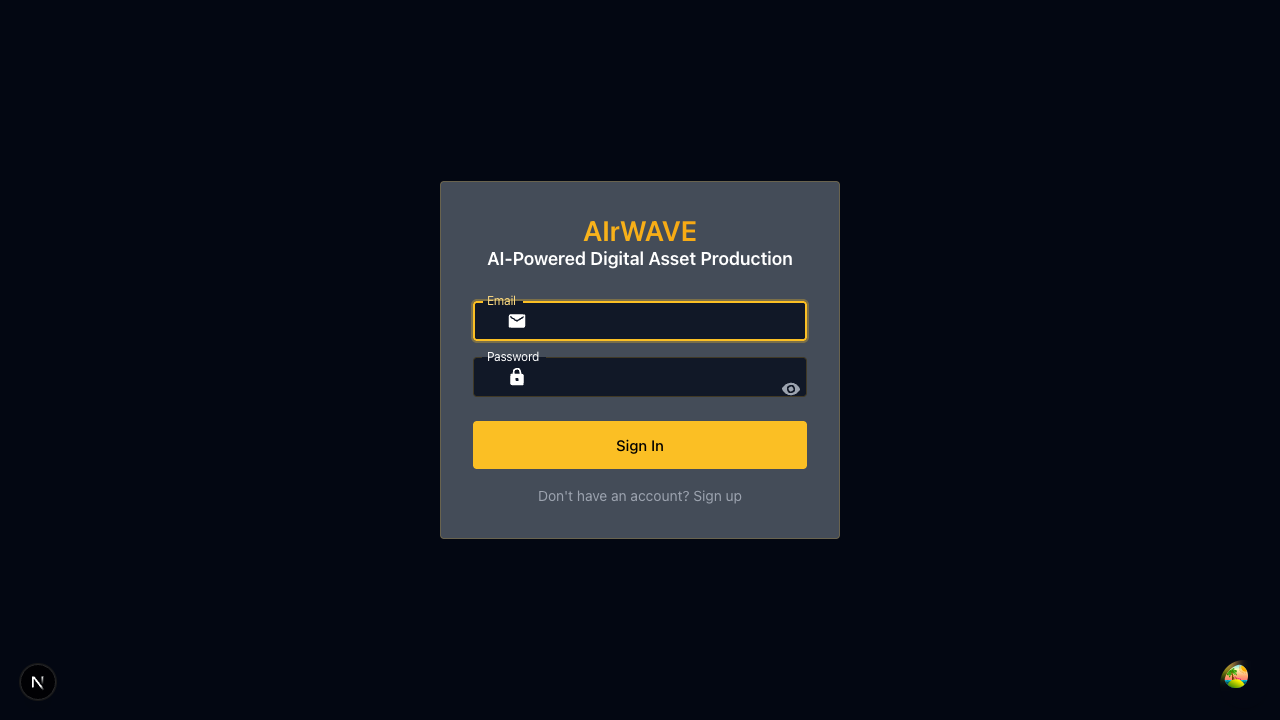 AIrWAVE
AI-Powered Digital Asset Production
Email
Password
Sign In
Don't have an account? Sign up
N